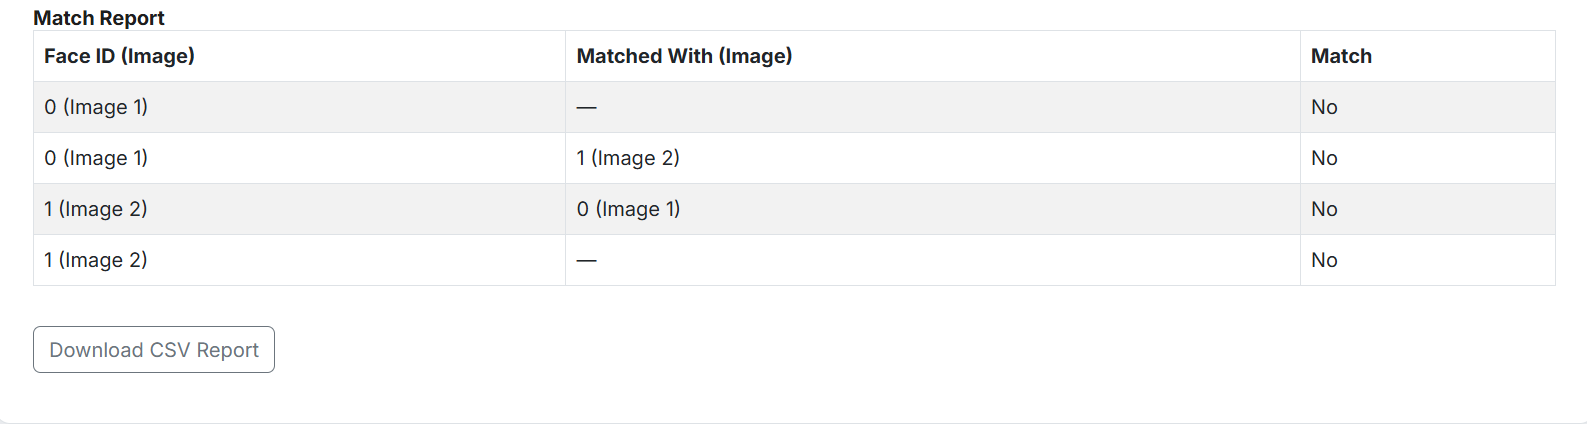 Match Report
Face ID (Image) Matched With (Image) Match
0 (Image 1) — No
0 (Image 1) 1 (Image 2) No
1 (Image 2) 0 (Image 1) No
1 (Image 2) — No
Download CSV Report